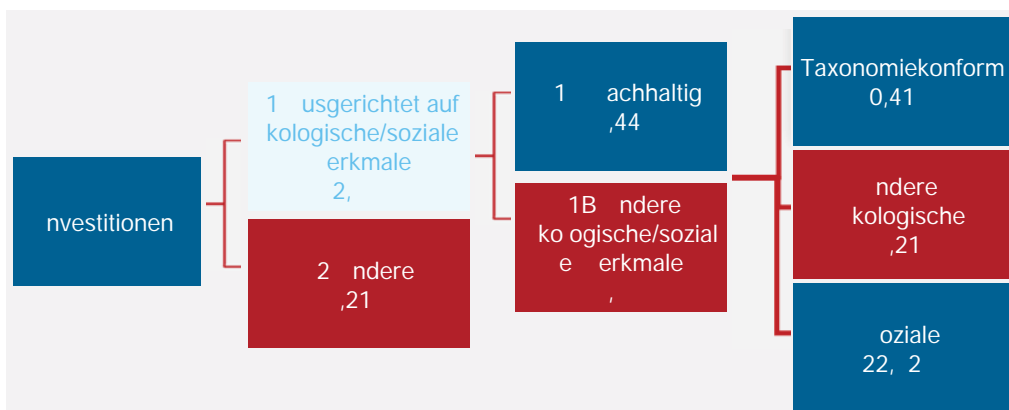 nvestitionen
1 usgerichtet auf
kologische/soziale
erkmale
2,
2 ndere
,21
1 achhaltig
,44
1B ndere
ko ogische/sozial
e erkmale
,
Taxonomiekonform
0,41
ndere
kologische
,21
oziale
22, 2